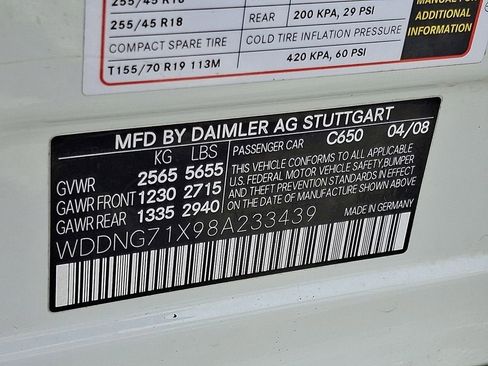 255/45 R18
255/45 R18 REAR 200 KPA, 29 PSI
COMPACT SPARE TIRE COLD TIRE INFLATION PRESSURE
T155/70 R19 113M 420 KPA, 60 PSI
MANUAL FOR
ADDITIONAL
INFORMATION
MFD BY DAIMLER AG STUTTGART
KG LBS PASSENGER CAR C650 04/08
GVWR 2565 5655
GAWR FRONT 1230 2715
GAWR REAR 1335 2940
THIS VEHICLE CONFORMS TO ALL APPLICABLE
U.S. FEDERAL MOTOR VEHICLE SAFETY, BUMPER
AND THEFT PREVENTION STANDARDS IN EFFECT
ON THE DATE OF MANUFACTURE SHOWN ABOVE.
WDDNG71X98A233439
MADE IN GERMANY